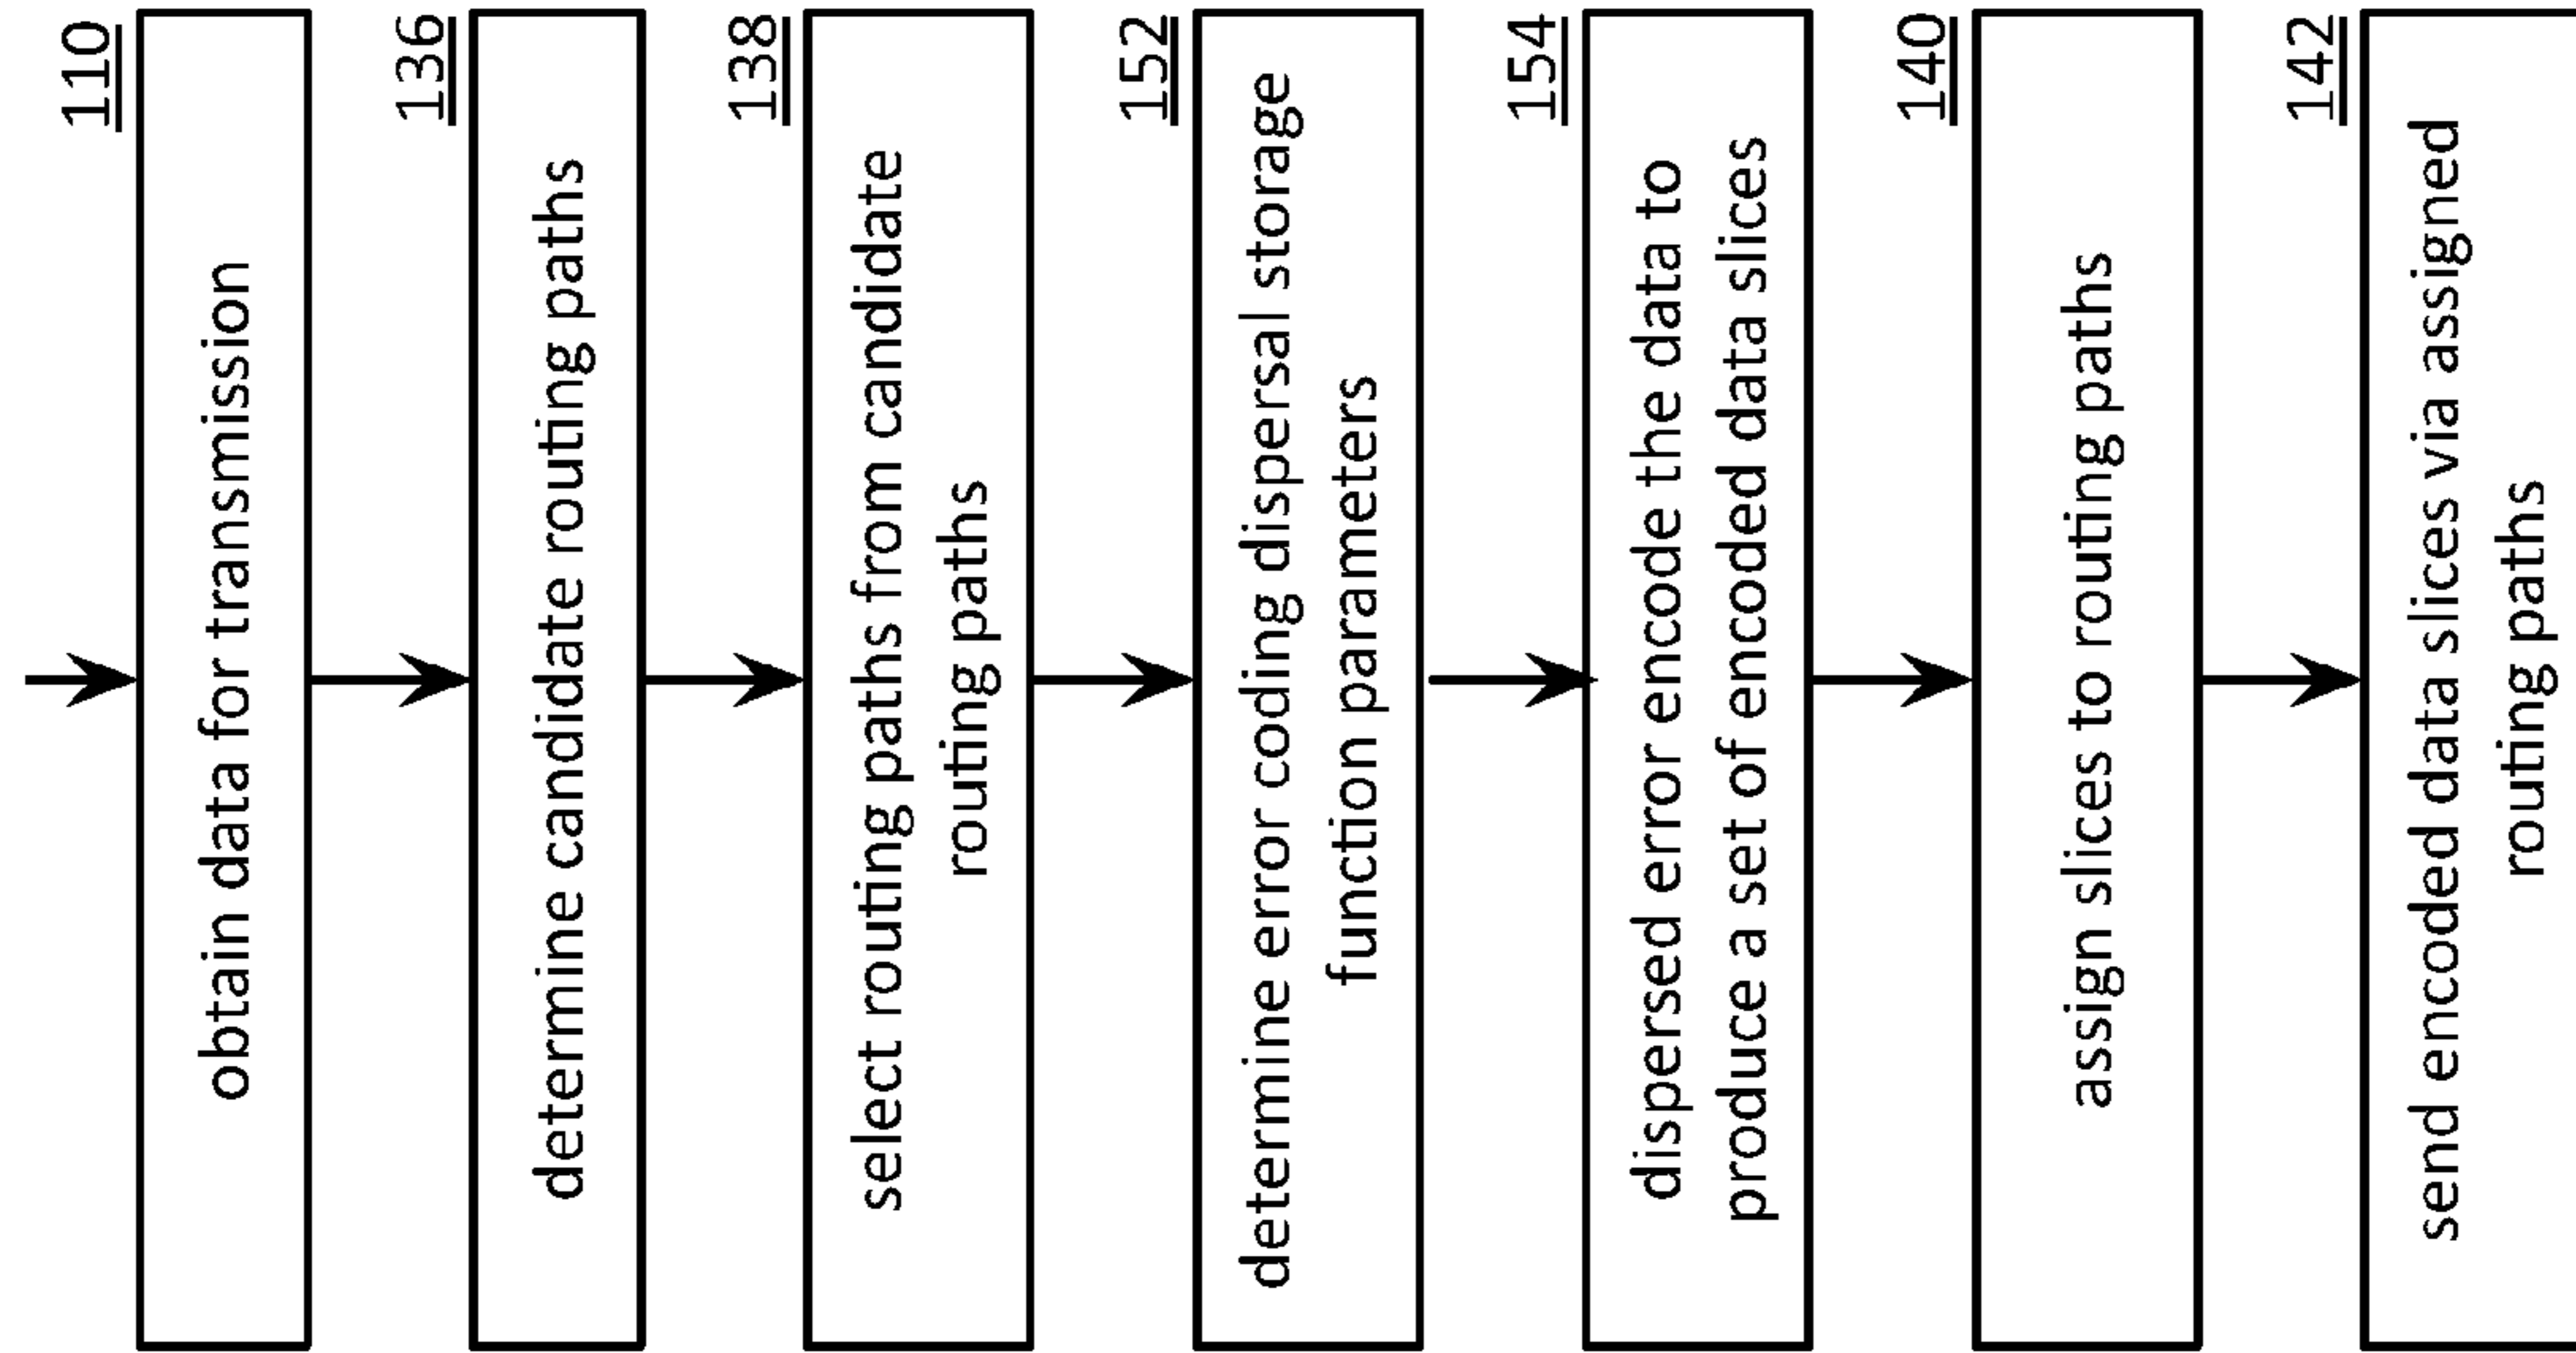 110
obtain data for transmission
136
determine candidate routing paths
138
select routing paths from candidate
routing paths
152
determine error coding dispersal storage
function parameters
154
dispersed error encode the data to
produce a set of encoded data slices
140
assign slices to routing paths
142
send encoded data slices via assigned
routing paths